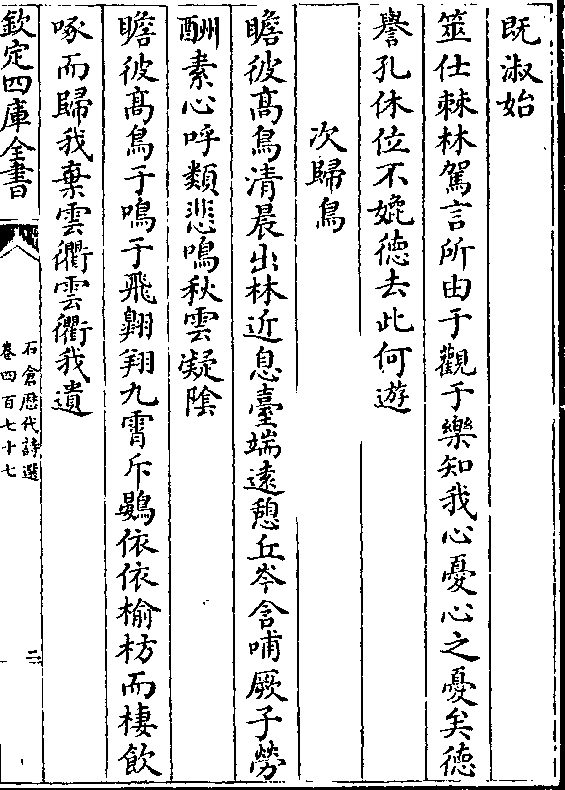 既淑始
筮仕棘林駕言所由于觀于樂知我心憂心之憂矣德
譽孔休位不媲德去此何遊
次歸鳥
瞻彼高鳥清晨出林近息臺端遠憩丘岑含哺厥子勞
酬素心呼類悲鳴秋雲凝陰
瞻彼高鳥于鳴于飛翺翔九霄斥鷃依依榆枋而棲飲
啄而歸我棄雲衢雲衢我遺
欽定四庫全書
石倉歷代詩選
卷四百七十七
二